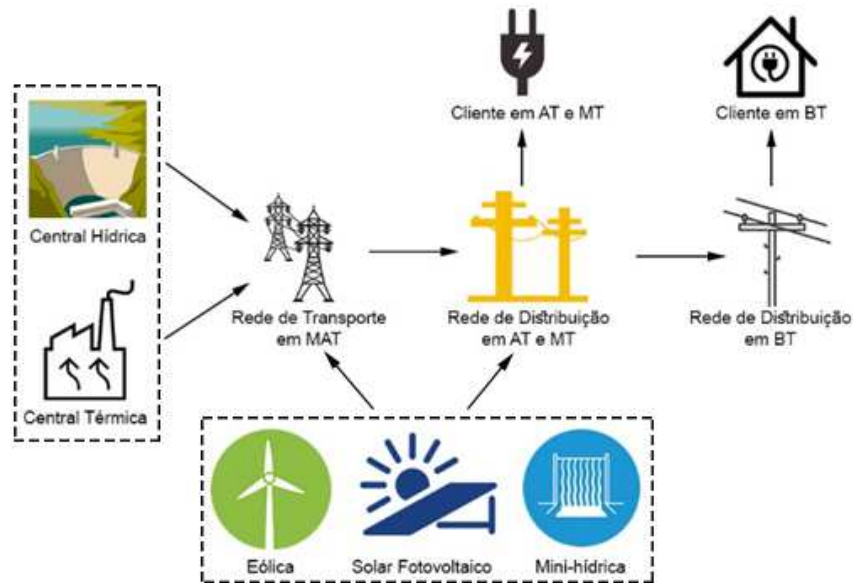 Cliente em AT e MT
Cliente em BT
Central Hídrica
Rede de Transporte
em MAT
Rede de Distribuição
em AT e MT
Rede de Distribuição
em BT
Central Térmica
Eólica
Solar Fotovoltaico
Mini-hídrica